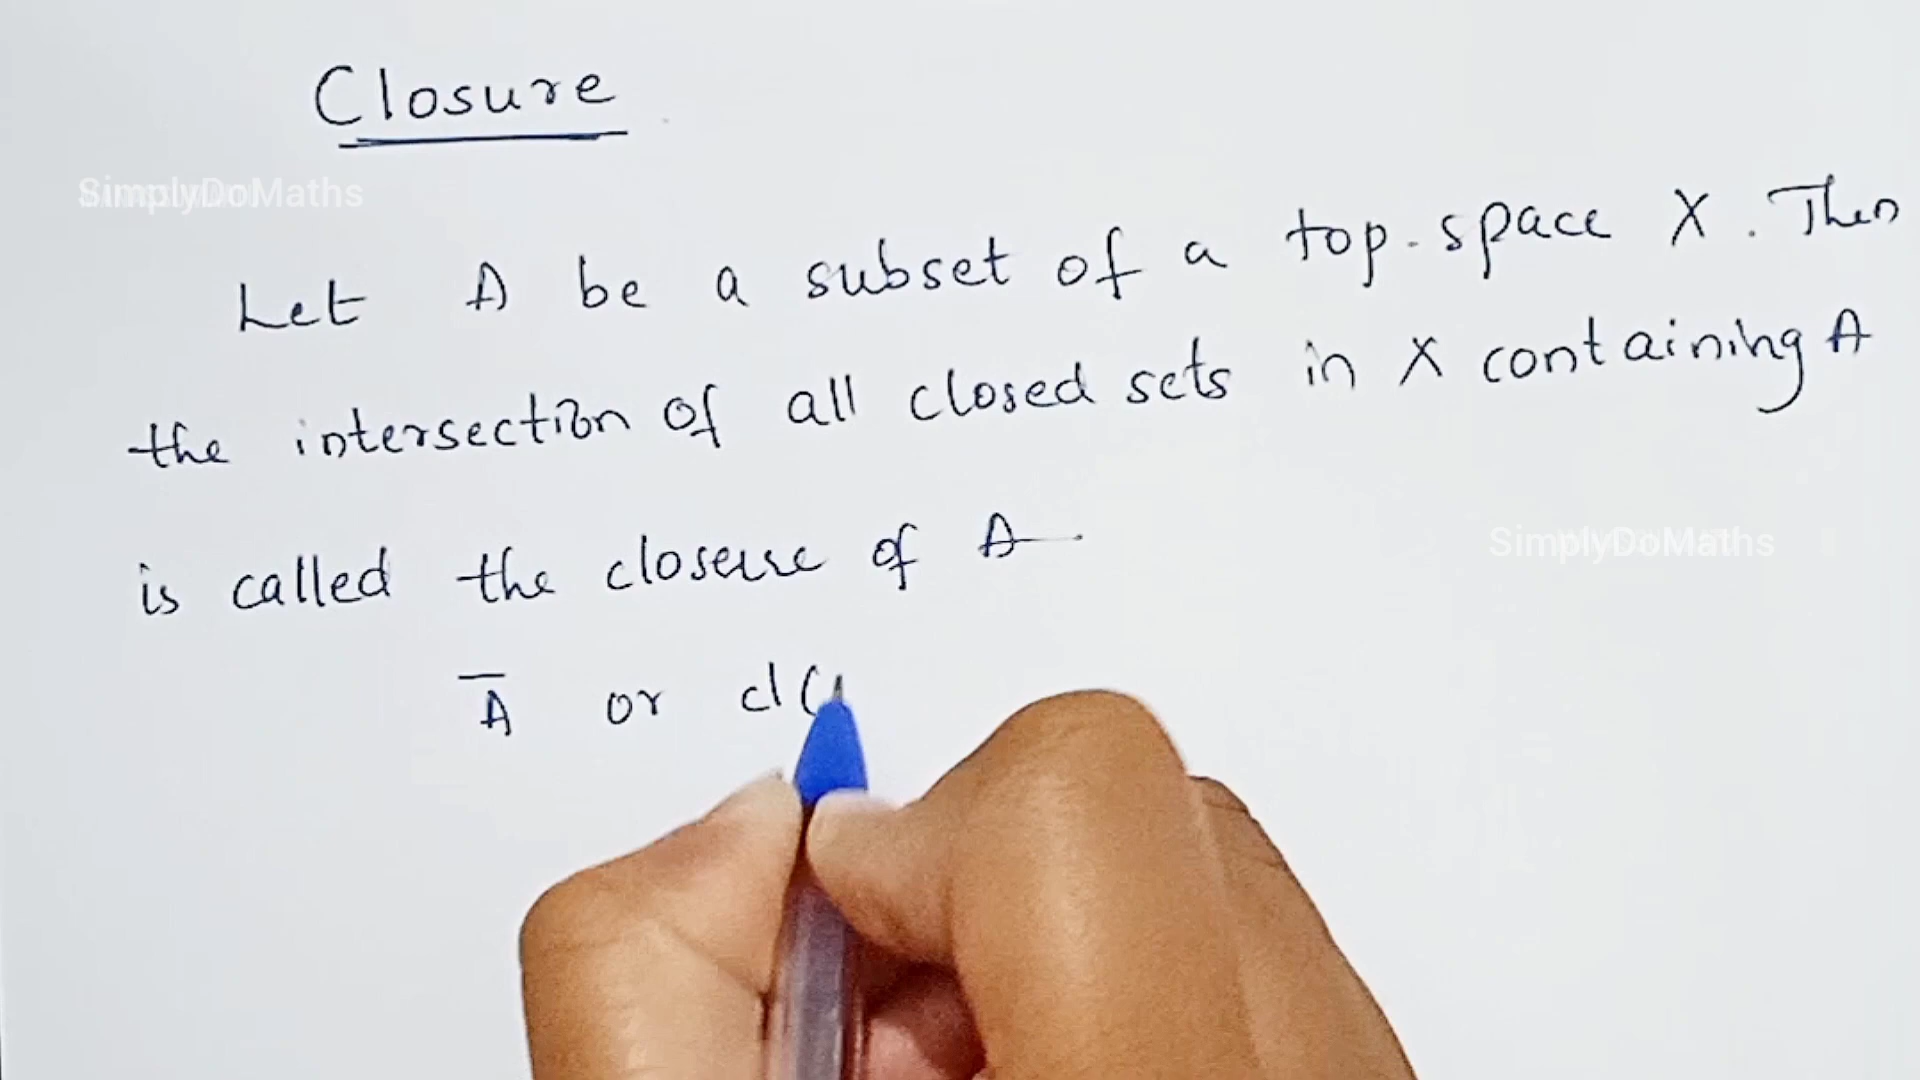 Closure
SimplyDoMaths
Let A be a subset of a top. space X. Then
the intersection of all closed sets in X containing A
is called the closure of A
SimplyDoMaths
A̅ or cl(